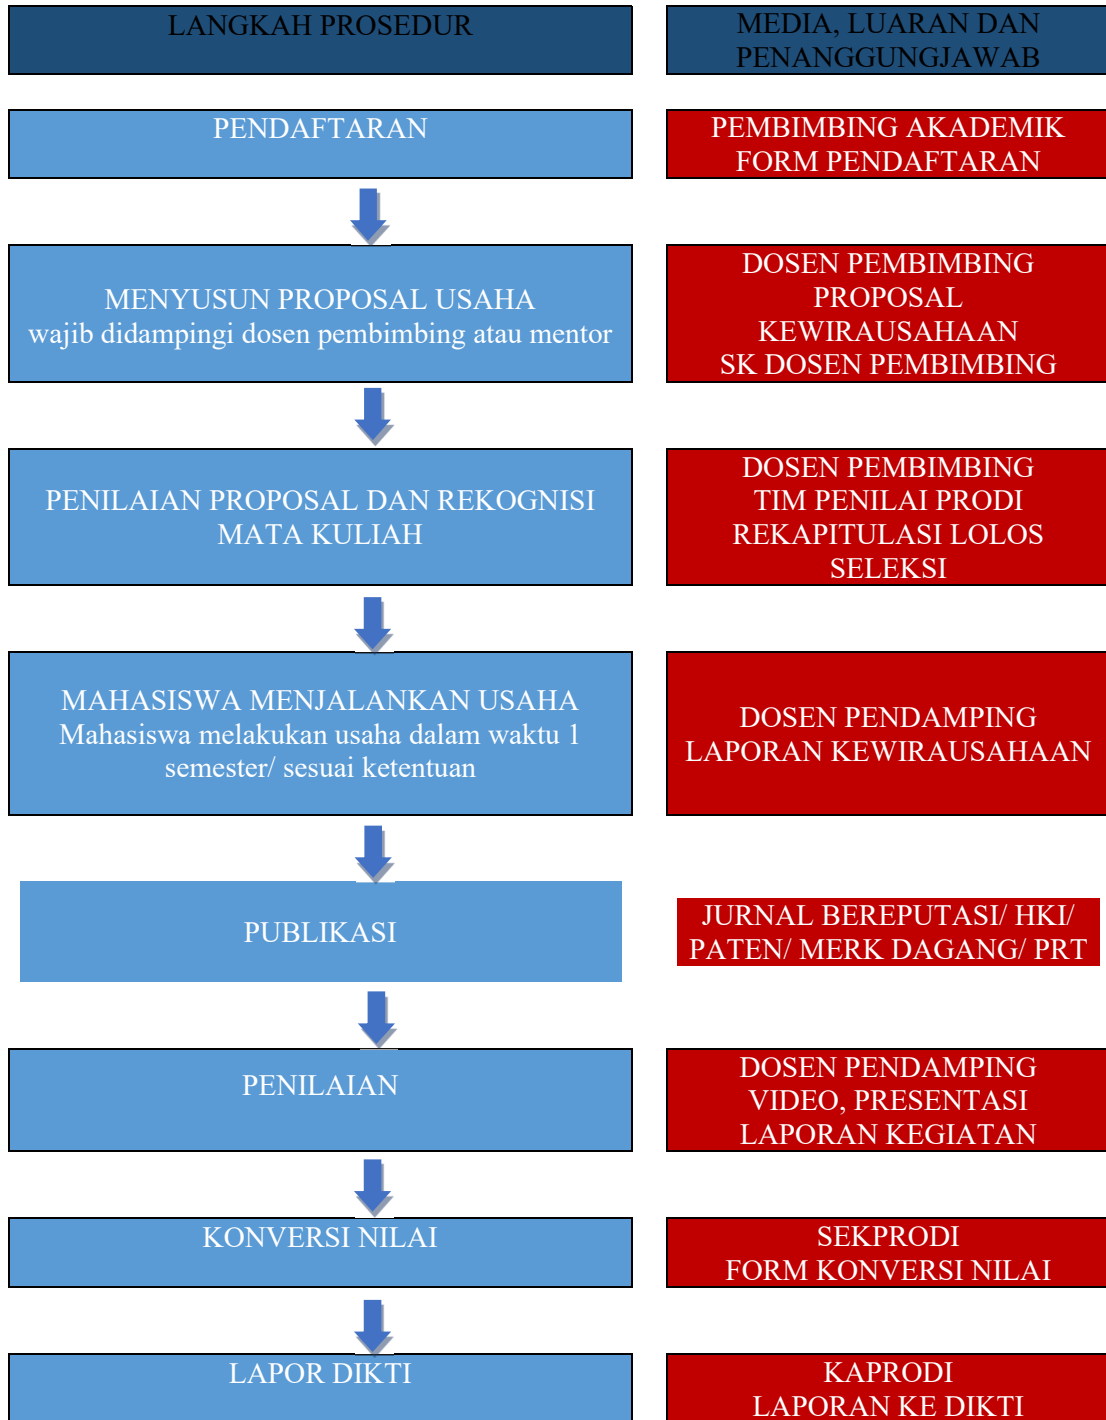 LANGKAH PROSEDUR
MEDIA, LUARAN DAN
PENANGGUNGJAWAB
PENDAFTARAN
PEMBIMBING AKADEMIK
FORM PENDAFTARAN
MENYUSUN PROPOSAL USAHA
wajib didampingi dosen pembimbing atau mentor
DOSEN PEMBIMBING
PROPOSAL
KEWIRAUSAHAAN
SK DOSEN PEMBIMBING
PENILAIAN PROPOSAL DAN REKOGNISI
MATA KULIAH
DOSEN PEMBIMBING
TIM PENILAI PRODI
REKAPITULASI LOLOS
SELEKSI
MAHASISWA MENJALANKAN USAHA
Mahasiswa melakukan usaha dalam waktu 1
semester/ sesuai ketentuan
DOSEN PENDAMPING
LAPORAN KEWIRAUSAHAAN
PUBLIKASI
JURNAL BEREPUTASI/ HKI/
PATEN/ MERK DAGANG/ PRT
PENILAIAN
DOSEN PENDAMPING
VIDEO, PRESENTASI
LAPORAN KEGIATAN
KONVERSI NILAI
SEKPRODI
FORM KONVERSI NILAI
LAPOR DIKTI
KAPRODI
LAPORAN KE DIKTI